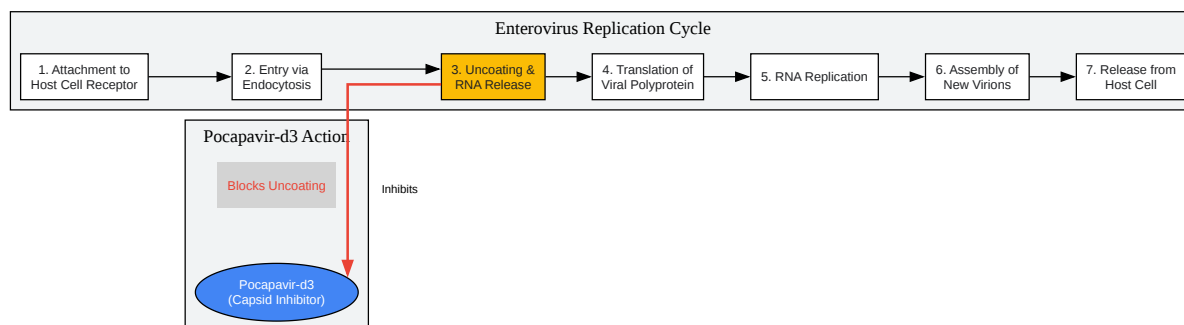 Enterovirus Replication Cycle
1. Attachment to
Host Cell Receptor
2. Entry via
Endocytosis
3. Uncoating &
RNA Release
4. Translation of
Viral Polyprotein
5. RNA Replication
6. Assembly of
New Virions
7. Release from
Host Cell
Pocapavir-d3 Action
Blocks Uncoating
Inhibits
Pocapavir-d3
(Capsid Inhibitor)